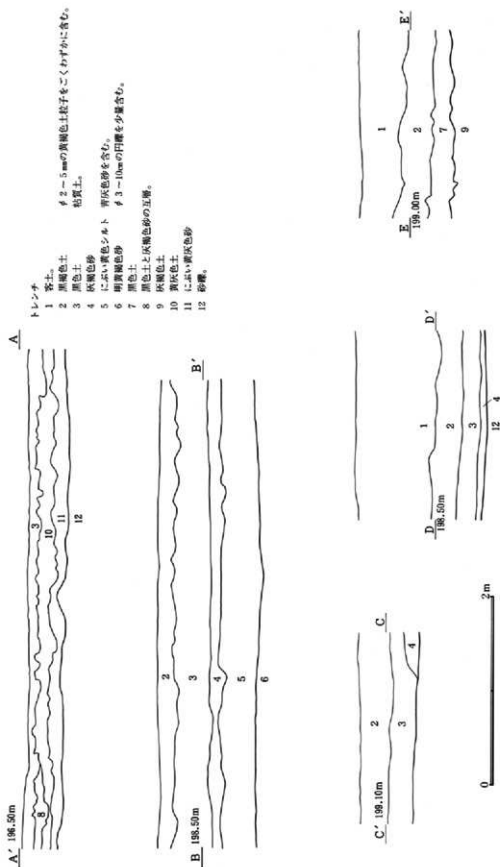 トレンチ
1 客土。
2 黒褐色土 φ2～5mmの黄褐色土粒子をごくわずかに含む。
3 黒色土 粘質土。
4 灰褐色砂
5 にぶい黄色シルト 青灰色砂を含む。
6 明黄褐色砂 φ3～10cmの円礫を少量含む。
7 黒色土
8 黒色土と灰褐色砂の互層。
9 灰褐色土
10 黄灰色土
11 にぶい黄灰色砂
12 砂礫。
A′ 196.50m A
8 3 10 11 12
B 198.50m B′
2 3 4 5 6
C′ 199.10m C
2 3 4
D 198.50m D′
1 2 3 4 12
E 199.00m E′
1 2 7 9
0 2m